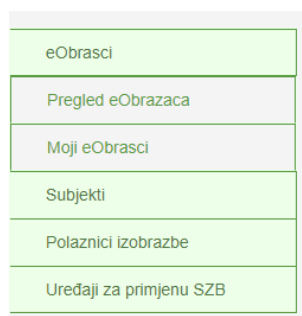 eObrasci
Pregled eObrazaca
Moji eObrasci
Subjekti
Polaznici izobrazbe
Uređaji za primjenu SZB